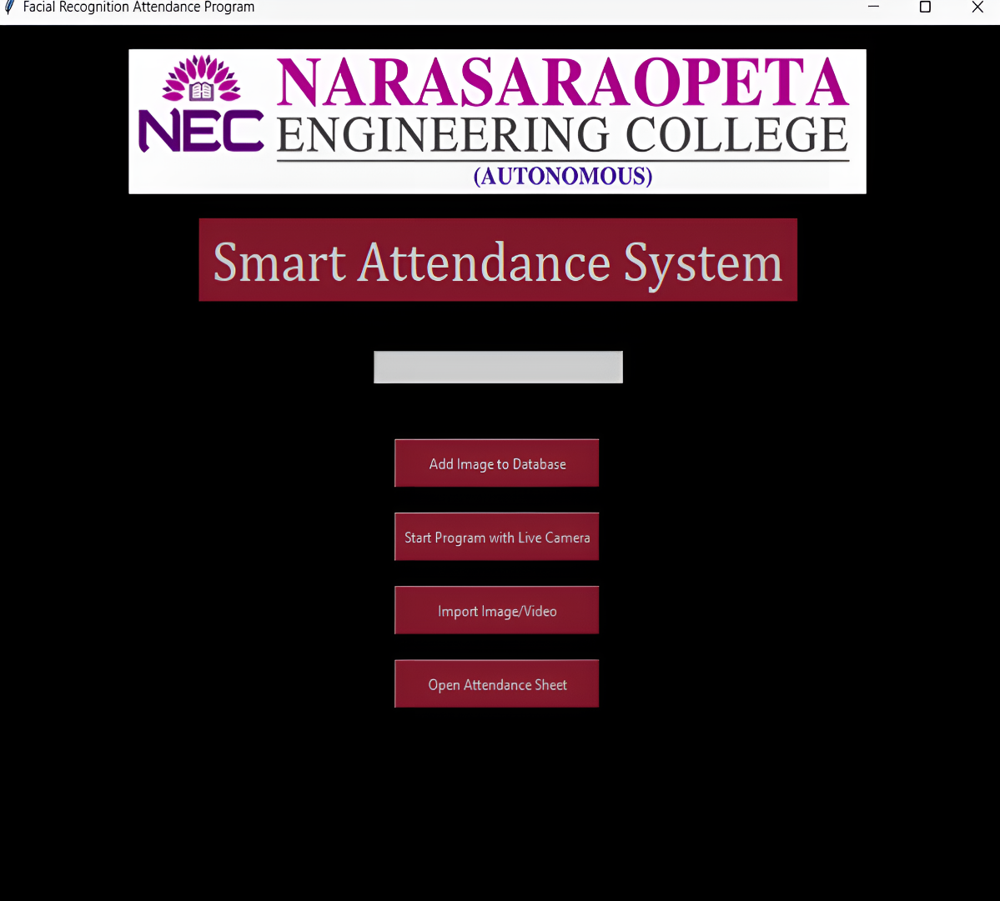 Facial Recognition Attendance Program
NARASARAOPETA
NEC
ENGINEERING COLLEGE
(AUTONOMOUS)
Smart Attendance System
Add Image to Database
Start Program with Live Camera
Import Image/Video
Open Attendance Sheet